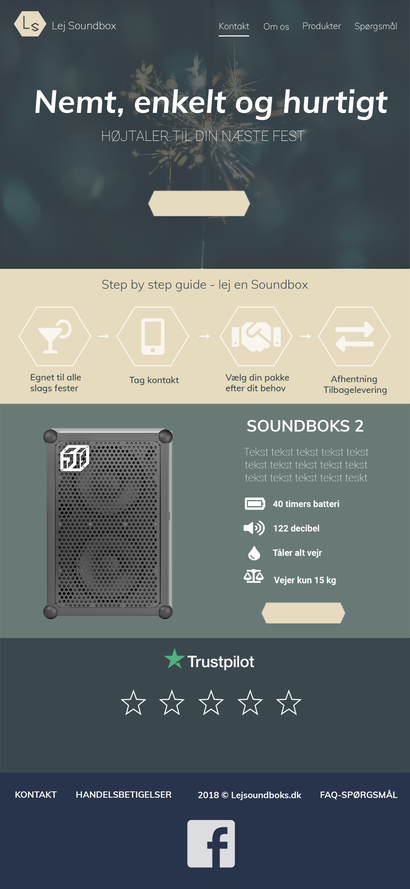 LS
Lej Soundbox
Kontakt Om os Produkter Spørgsmål
Nemt, enkelt og hurtigt
HØJTALER TIL DIN NÆSTE FEST
Step by step guide - lej en Soundbox
Egnet til alle
slags fester
Tag kontakt
Vælg din pakke
efter dit behov
Afhentning
Tilbagelevering
SOUNDBOKS 2
Tekst tekst tekst tekst tekst
tekst tekst tekst tekst tekst
tekst tekst tekst tekst teskt
40 timers batteri
122 decibel
Tåler alt vejr
Vejer kun 15 kg
Trustpilot
KONTAKT HANDELSBETIGELSER 2018 © Lejsoundboks.dk FAQ-SPØRGSMÅL